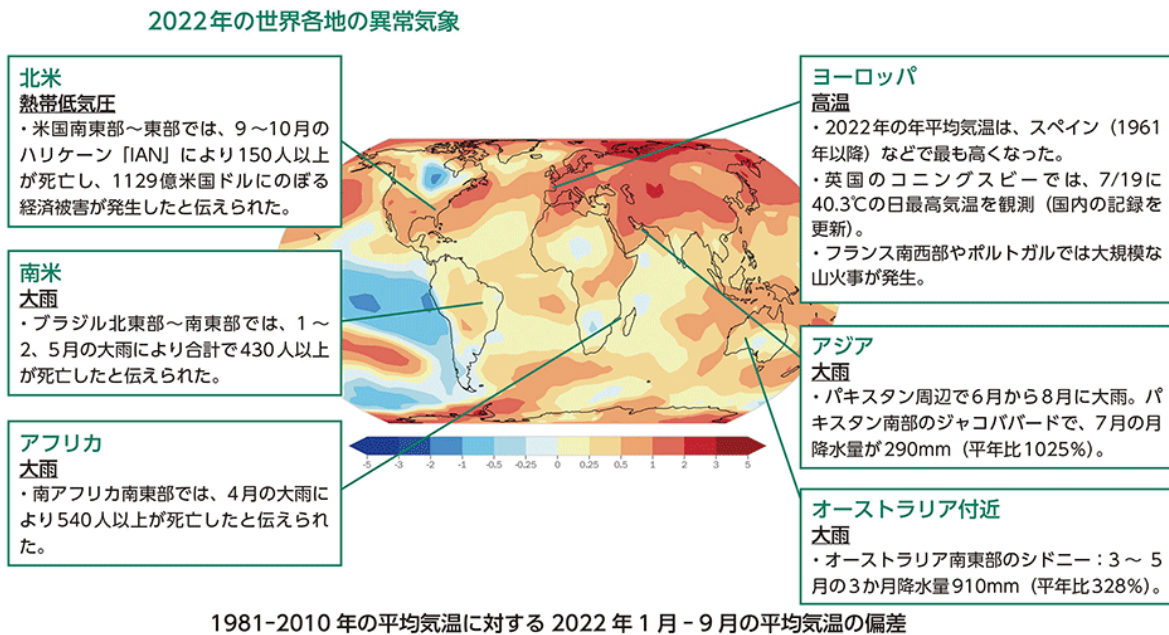 2022年の世界各地の異常気象
北米
熱帯低気圧
・米国南東部～東部では、9～10月の
ハリケーン「IAN」により150人以上
が死亡し、1129億米国ドルにのぼる
経済被害が発生したと伝えられた。
南米
大雨
・ブラジル北東部～南東部では、1～
2、5月の大雨により合計で430人以上
が死亡したと伝えられた。
アフリカ
大雨
・南アフリカ南東部では、4月の大雨に
より540人以上が死亡したと伝えられ
た。
ヨーロッパ
高温
・2022年の年平均気温は、スペイン（1961
年以降）などで最も高くなった。
・英国のコニングスビーでは、7/19に
40.3℃の日最高気温を観測（国内の記録を
更新）。
・フランス南西部やポルトガルでは大規模な
山火事が発生。
アジア
大雨
・パキスタン周辺で6月から8月に大雨。パ
キスタン南部のジャコババードで、7月の月
降水量が290mm（平年比1025%）。
オーストラリア付近
大雨
・オーストラリア南東部のシドニー：3～ 5
月の3か月降水量910mm（平年比328%）。
-5 -3 -2 -1 -0.5 -0.25 0 0.25 0.5 1 2 3 5
1981-2010 年の平均気温に対する 2022 年 1 月 - 9 月の平均気温の偏差